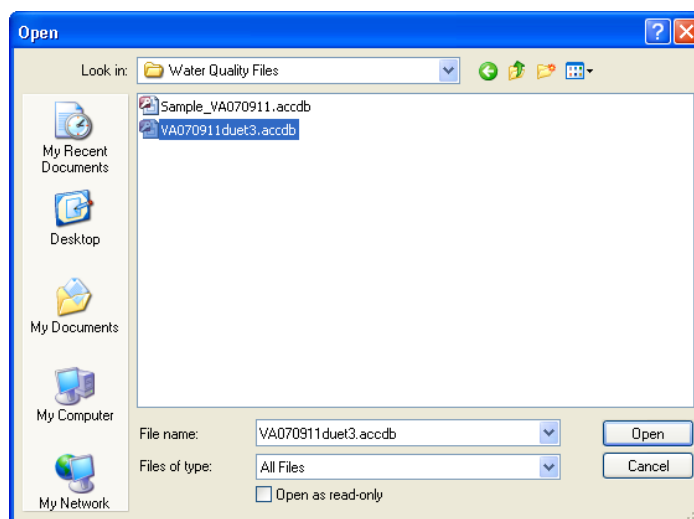 Open
Look in: Water Quality Files
Sample_VA070911.accdb
VA070911duet3.accdb
My Recent
Documents
Desktop
My Documents
My Computer
My Network
File name: VA070911duet3.accdb Open
Files of type: All Files Cancel
Open as read-only